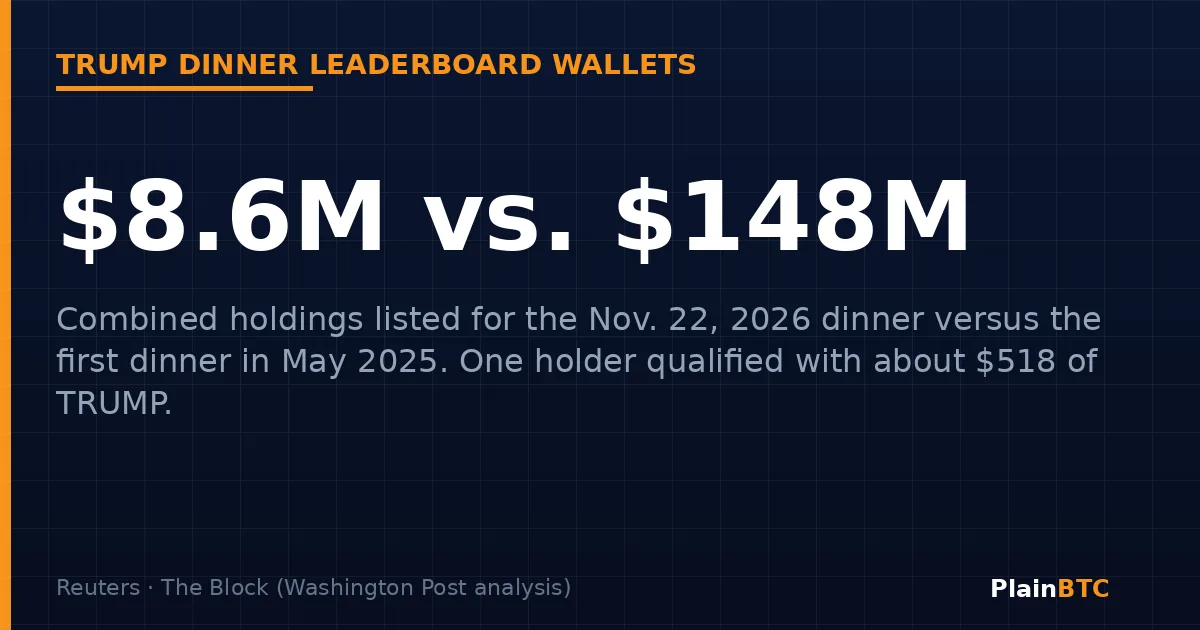 TRUMP DINNER LEADERBOARD WALLETS
$8.6M vs. $148M
Combined holdings listed for the Nov. 22, 2026 dinner versus the
first dinner in May 2025. One holder qualified with about $518 of
TRUMP.
Reuters · The Block (Washington Post analysis)
PlainBTC